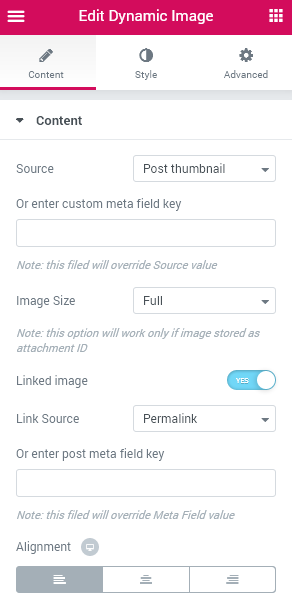 Edit Dynamic Image
Content
Style
Advanced
Content
Source
Post thumbnail
Or enter custom meta field key
Note: this filed will override Source value
Image Size
Full
Note: this option will work only if image stored as
attachment ID
Linked image
YES
Link Source
Permalink
Or enter post meta field key
Note: this filed will override Meta Field value
Alignment